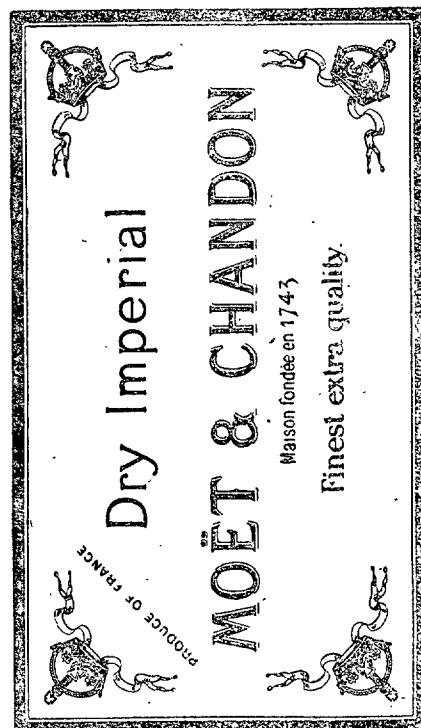 PRODUCE OF FRANCE
Dry Imperial
MOËT & CHANDON
Maison fondée en 1743
Finest extra quality.